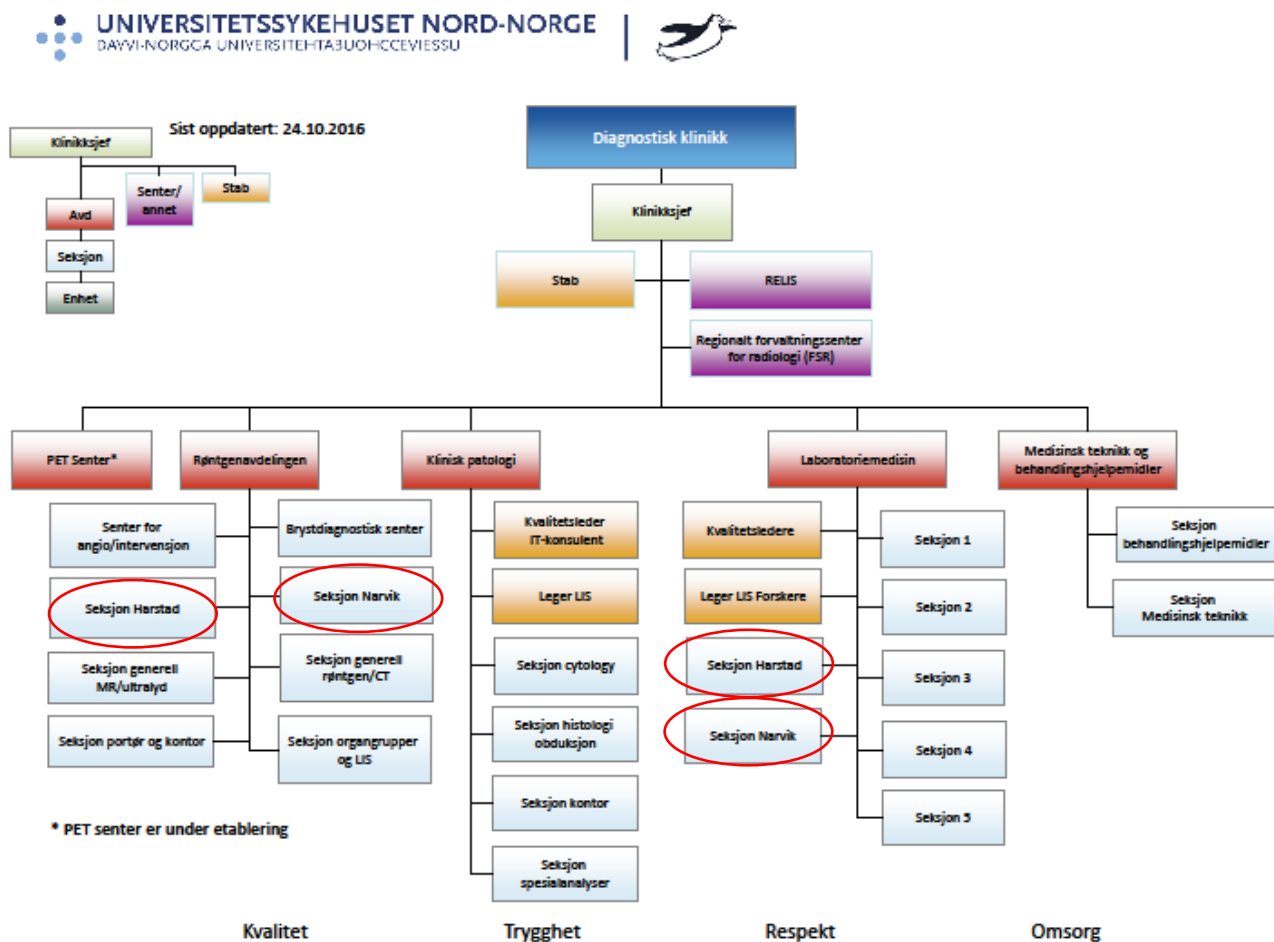 UNIVERSITETSSYKEHUSET NORD-NORGE
DAVVI-NORGGA UNIVERSITEHTABUOHCCEVIESSU
Sist oppdatert: 24.10.2016
Klinikksjef
Senter/
annet
Stab
Avd
Seksjon
Enhet
Diagnostisk klinikk
Klinikksjef
Stab
RELIS
Regionalt forvaltningssenter
for radiologi (FSR)
PET Senter*
Røntgenavdelingen
Klinisk patologi
Laboratoriemedisin
Medisinsk teknikk og
behandlingshjelpemidler
Senter for
angio/intervensjon
Seksjon Harstad
Seksjon generell
MR/ultralyd
Seksjon portør og kontor
Brystdiagnostisk senter
Seksjon Narvik
Seksjon generell
røntgen/CT
Seksjon organgrupper
og LIS
Kvalitetsleder
IT-konsulent
Leger LIS
Seksjon cytology
Seksjon histologi
obduksjon
Seksjon kontor
Seksjon
spesialanalyser
Kvalitetsledere
Leger LIS Forskere
Seksjon Harstad
Seksjon Narvik
Seksjon 1
Seksjon 2
Seksjon 3
Seksjon 4
Seksjon 5
Seksjon
behandlingshjelpemidler
Seksjon
Medisinsk teknikk
* PET senter er under etablering
Kvalitet
Trygghet
Respekt
Omsorg